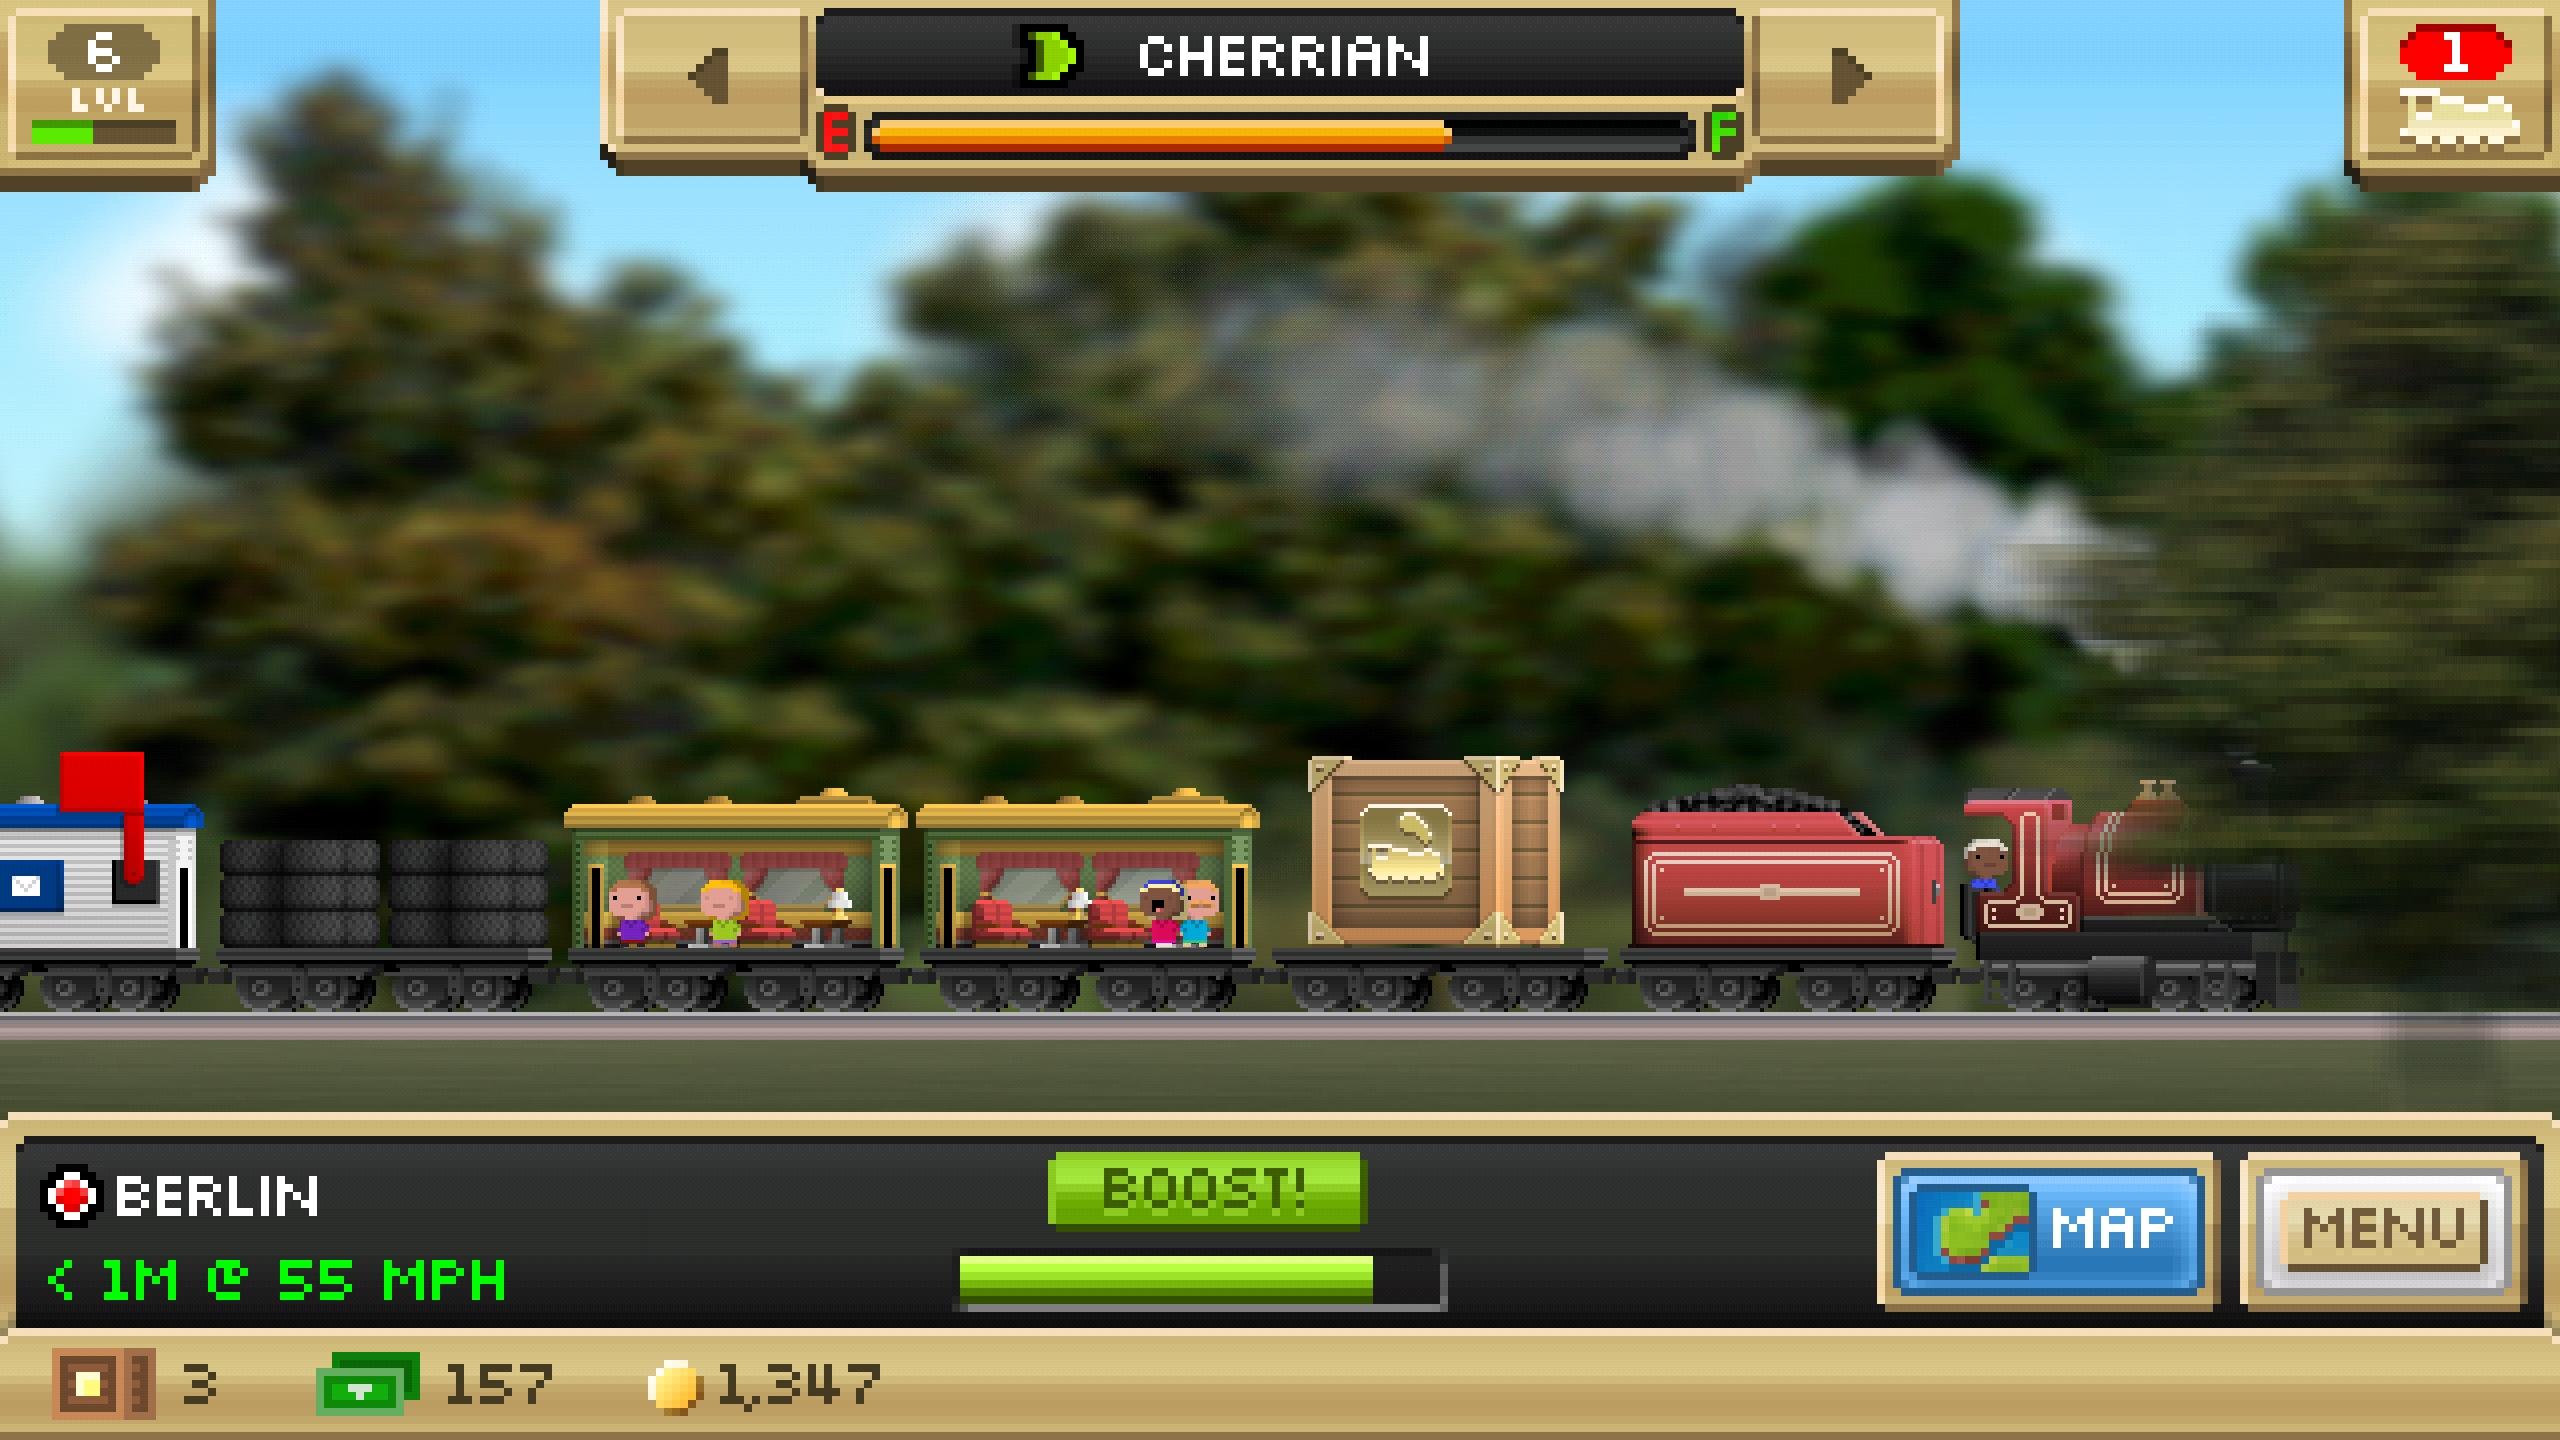 6
LVL
CHERRIAN
E F
1
BERLIN
< 1M @ 55 MPH
BOOST!
MAP
MENU
3
157
1,347